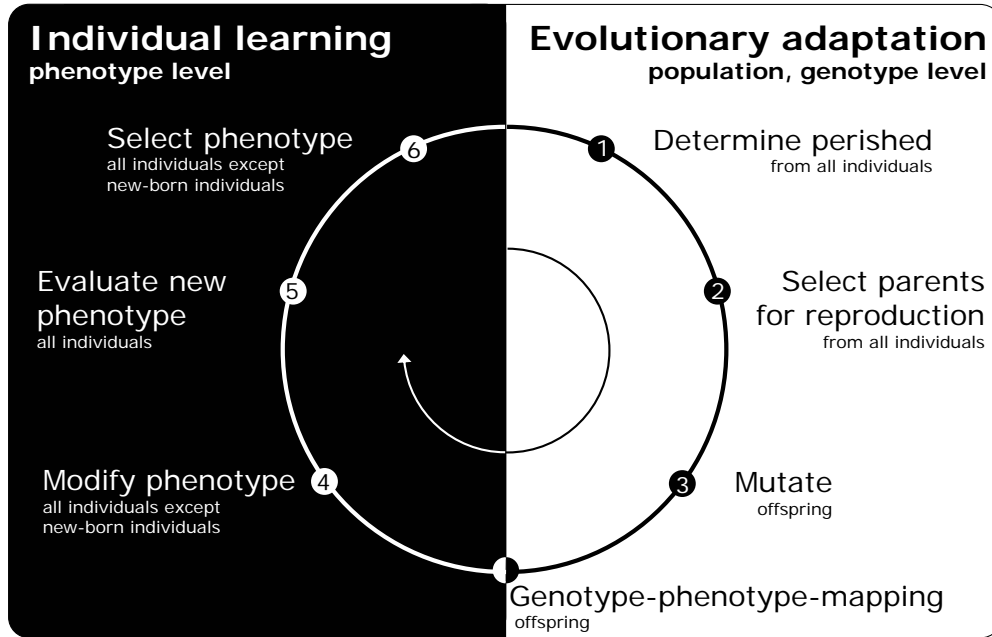 Individual learning
phenotype level
Evolutionary adaptation
population, genotype level
Select phenotype
all individuals except
new-born individuals
6
1
Determine perished
from all individuals
Evaluate new
phenotype
all individuals
5
2
Select parents
for reproduction
from all individuals
Modify phenotype
all individuals except
new-born individuals
4
3
Mutate
offspring
Genotype-phenotype-mapping
offspring